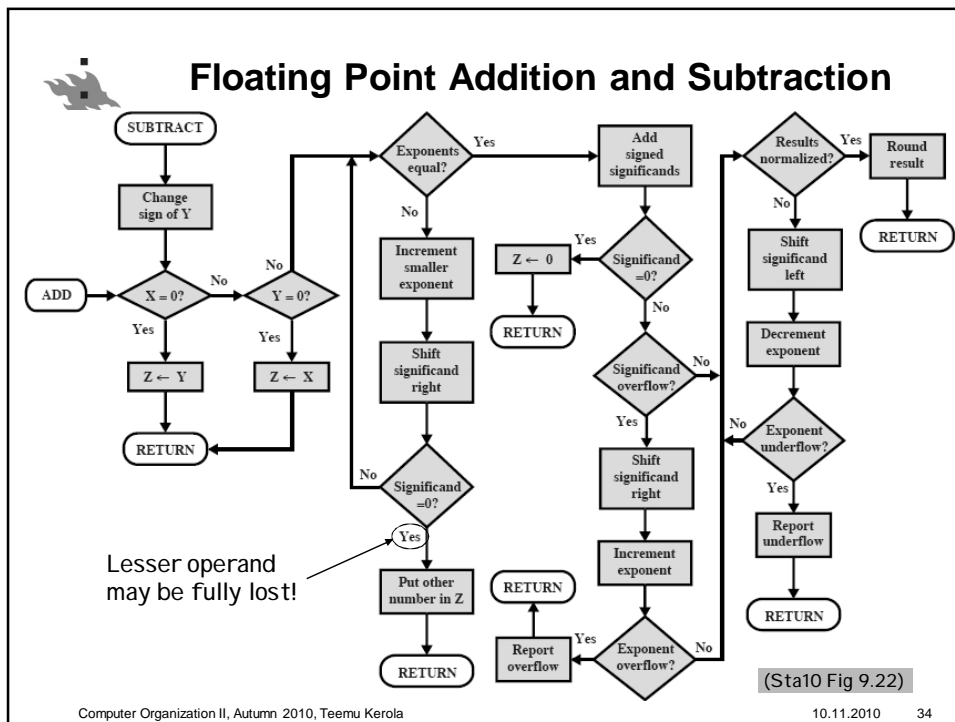 Floating Point Addition and Subtraction
SUBTRACT
Change
sign of Y
ADD
X = 0?
No
Yes
Z ← Y
RETURN
No
Y = 0?
Yes
Z ← X
Exponents
equal?
Yes
No
Increment
smaller
exponent
Shift
significand
right
No
Significand
=0?
Yes
Put other
number in Z
RETURN
Lesser operand
may be fully lost!
Add
signed
significands
Significand
=0?
Yes
Z ← 0
RETURN
No
Significand
overflow?
No
Yes
Shift
significand
right
Increment
exponent
Exponent
overflow?
Yes
Report
overflow
RETURN
No
Results
normalized?
Yes
Round
result
RETURN
No
Shift
significand
left
Decrement
exponent
Exponent
underflow?
No
Yes
Report
underflow
RETURN
(Sta10 Fig 9.22)
Computer Organization II, Autumn 2010, Teemu Kerola
10.11.2010
34